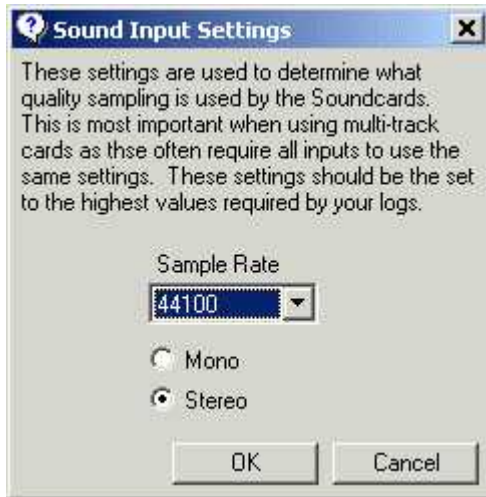 Sound Input Settings
These settings are used to determine what
quality sampling is used by the Soundcards.
This is most important when using multi-track
cards as thse often require all inputs to use the
same settings. These settings should be the set
to the highest values required by your logs.
Sample Rate
44100
Mono
Stereo
OK
Cancel